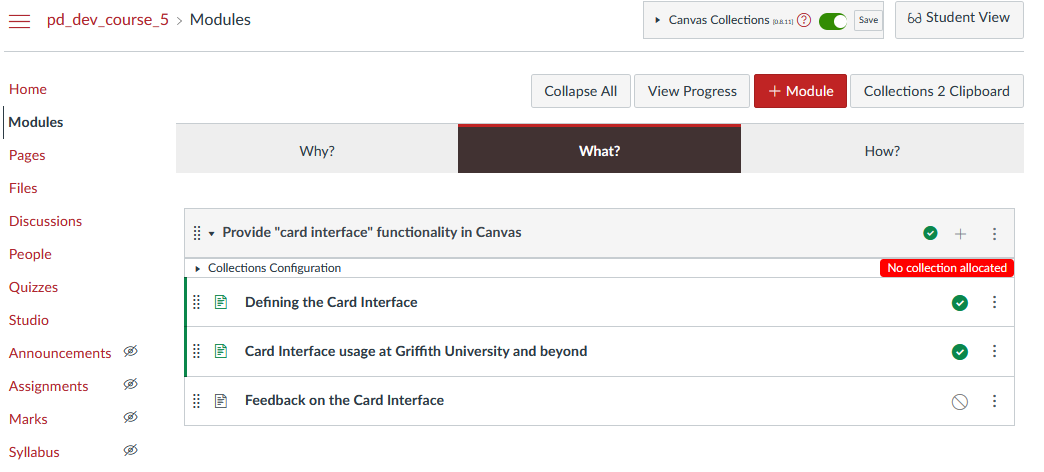 pd_dev_course_5 > Modules
Canvas Collections [0.8.11] ? Save
Student View
Home
Modules
Pages
Files
Discussions
People
Quizzes
Studio
Announcements
Assignments
Marks
Syllabus
Collapse All View Progress + Module Collections 2 Clipboard
Why? What? How?
Provide "card interface" functionality in Canvas
Collections Configuration No collection allocated
Defining the Card Interface
Card Interface usage at Griffith University and beyond
Feedback on the Card Interface